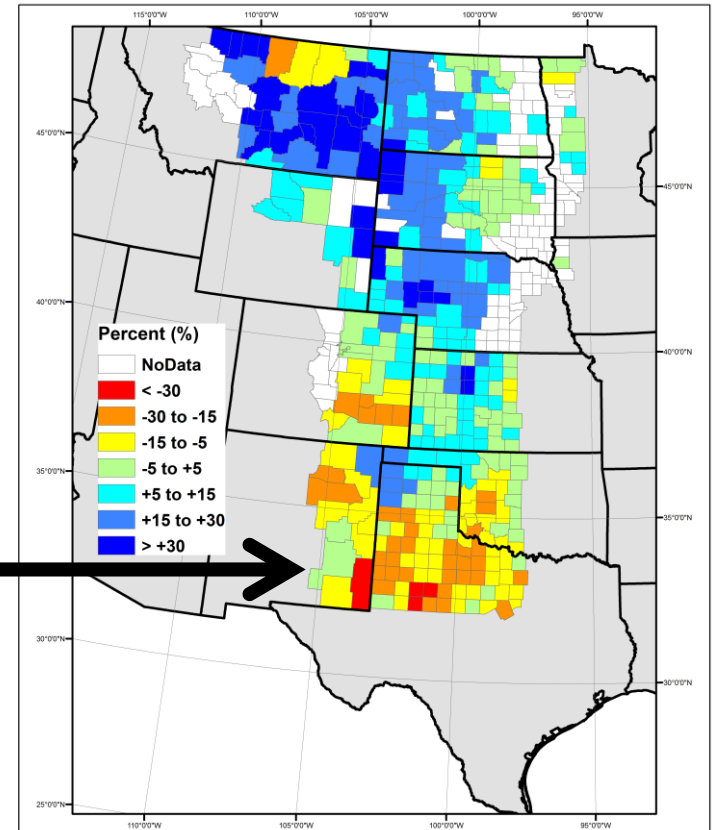 115°0'0"W 110°0'0"W 105°0'0"W 100°0'0"W 95°0'0"W
45°0'0"N
45°0'0"N
40°0'0"N
40°0'0"N
Percent (%)
NoData
< -30
-30 to -15
-15 to -5
-5 to +5
+5 to +15
+15 to +30
> +30
35°0'0"N
35°0'0"N
30°0'0"N
30°0'0"N
25°0'0"N
110°0'0"W 105°0'0"W 100°0'0"W 95°0'0"W